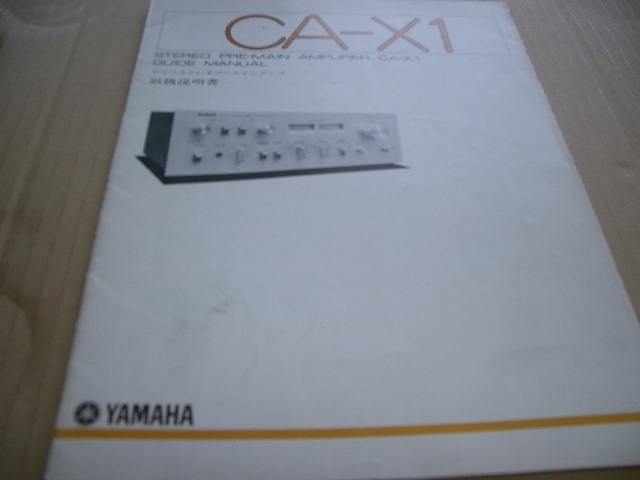 CA-X1
STEREO PRE-MAIN AMPLIFIER CA-X1
GUIDE MANUAL
取扱説明書
YAMAHA